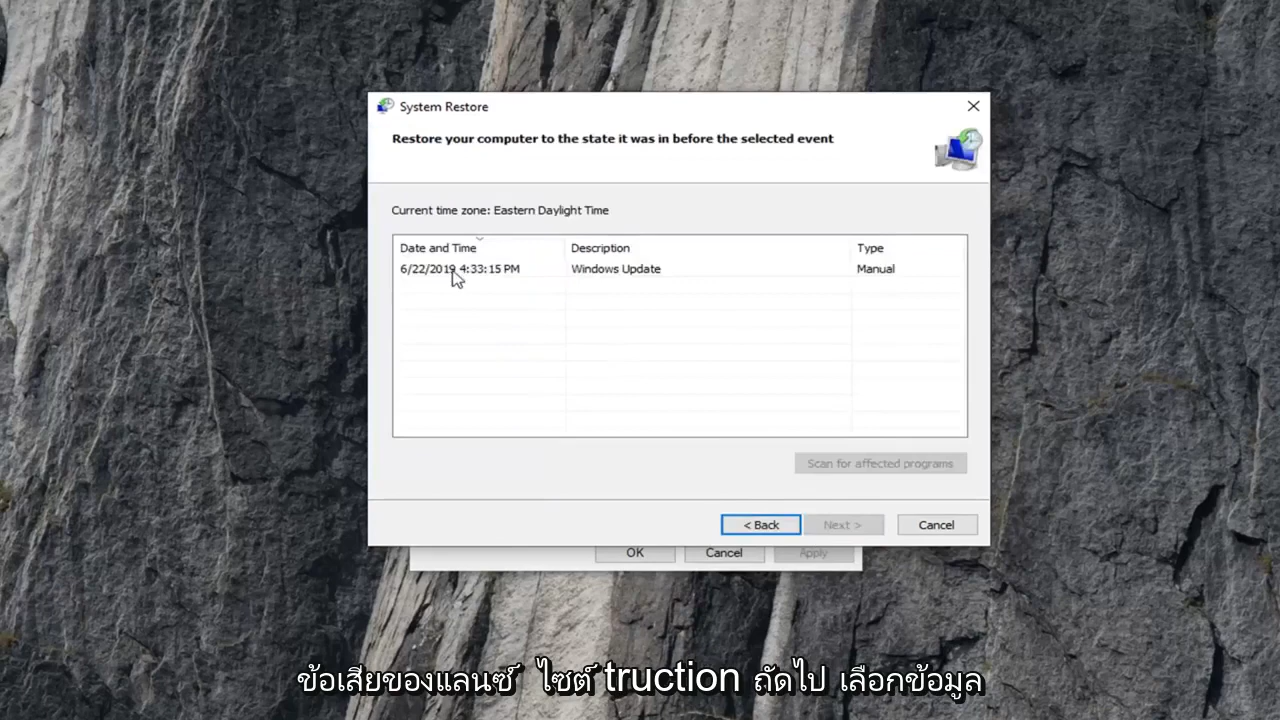 System Restore
Restore your computer to the state it was in before the selected event
Current time zone: Eastern Daylight Time
Date and Time Description Type
6/22/2019 4:33:15 PM Windows Update Manual
Scan for affected programs
< Back Next > Cancel
OK Cancel Apply
ข้อเสียของแลนซ์ ไซต์ truction ถัดไป เลือกข้อมูล